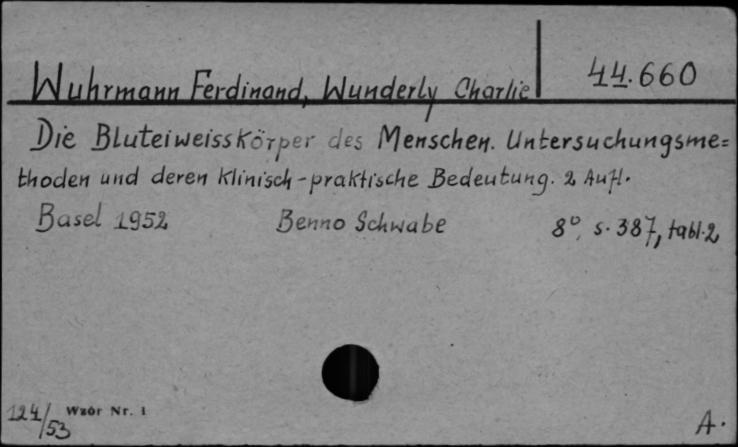 Wuhrmann Ferdinand, Wunderly Charlie 44.660
Die Bluteiweisskörper des Menschen. Untersuchungsme=
thoden und deren klinisch-praktische Bedeutung. 2 Aufl.
Basel 1952 Benno Schwabe 8°, s. 387, tabl. 2
124/53 Wzór Nr. 1 A.